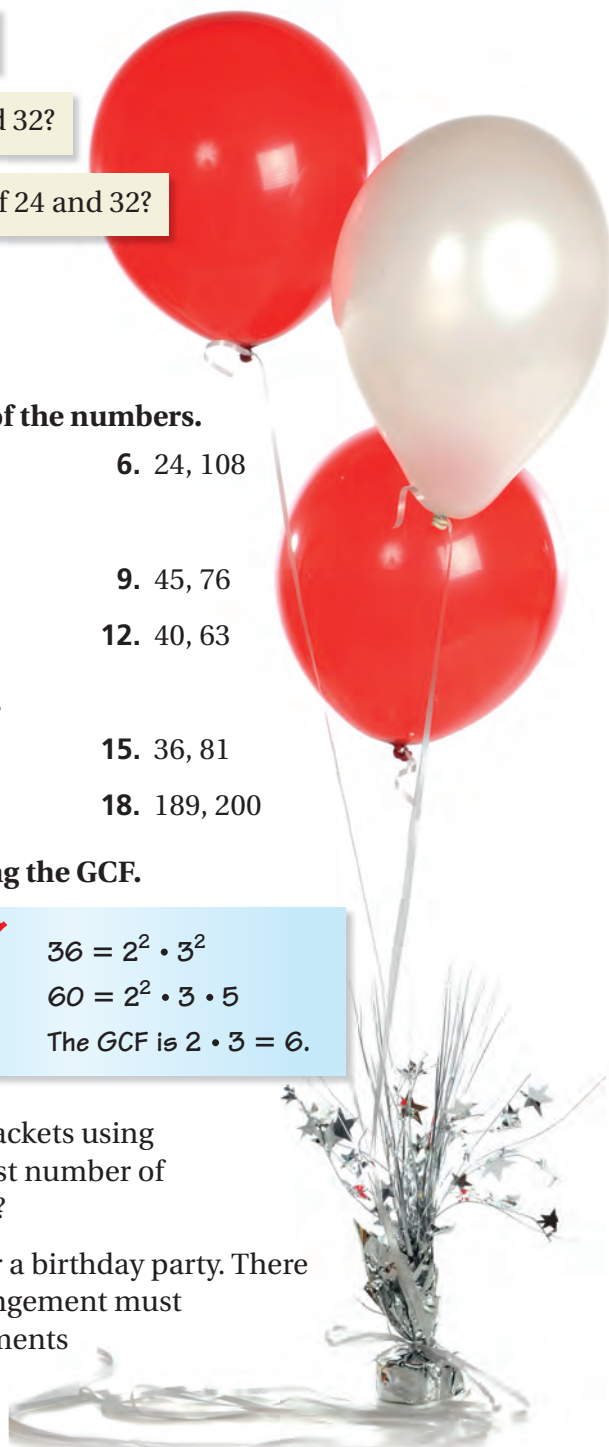 32?
f 24 and 32?
of the numbers.
6. 24, 108
9. 45, 76
12. 40, 63
15. 36, 81
18. 189, 200
ng the GCF.
36 = 2² • 3²
60 = 2² • 3 • 5
The GCF is 2 • 3 = 6.
ackets using
st number of
?
r a birthday party. There
ngement must
ments